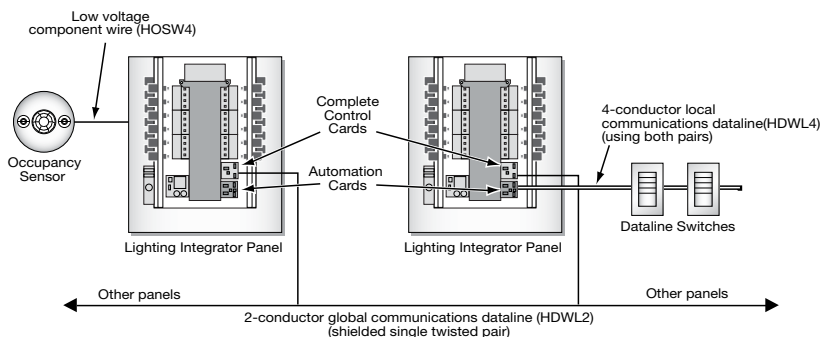 Low voltage
component wire (HOSW4)
Occupancy
Sensor
Complete
Control
Cards
Automation
Cards
4-conductor local
communications dataline(HDWL4)
(using both pairs)
Dataline Switches
Lighting Integrator Panel
Lighting Integrator Panel
Other panels
Other panels
2-conductor global communications dataline (HDWL2)
(shielded single twisted pair)